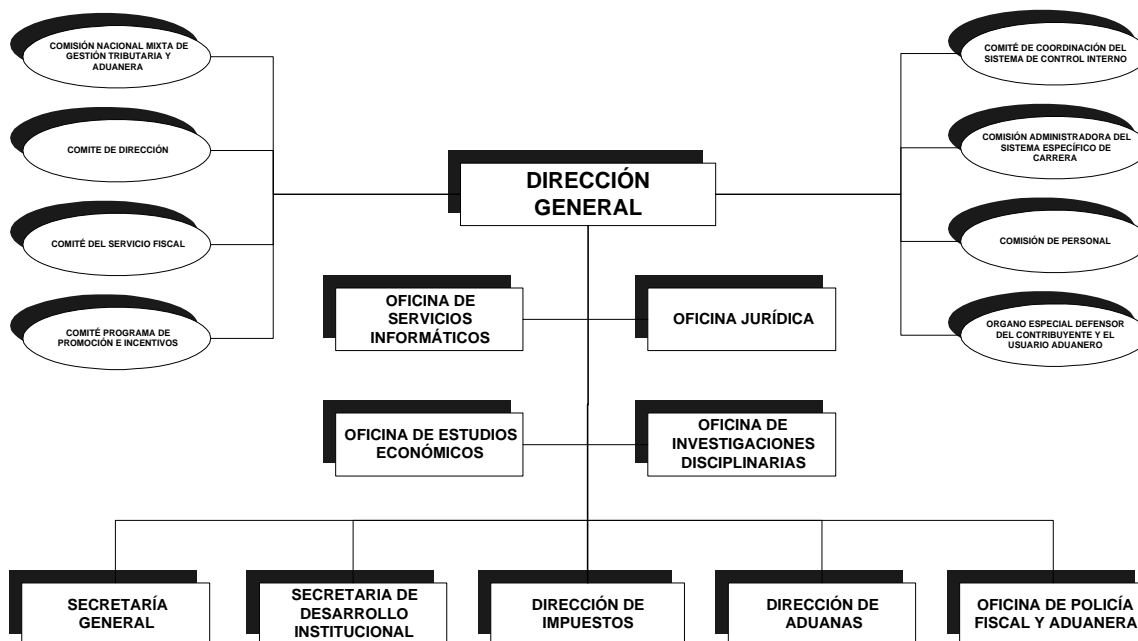 COMISIÓN NACIONAL MIXTA DE
GESTIÓN TRIBUTARIA Y
ADUANERA
COMITE DE DIRECCIÓN
COMITÉ DEL SERVICIO FISCAL
COMITÉ PROGRAMA DE
PROMOCIÓN E INCENTIVOS
COMITÉ DE COORDINACIÓN DEL
SISTEMA DE CONTROL INTERNO
COMISIÓN ADMINISTRADORA DEL
SISTEMA ESPECÍFICO DE
CARRERA
COMISIÓN DE PERSONAL
ORGANO ESPECIAL DEFENSOR
DEL CONTRIBUYENTE Y EL
USUARIO ADUANERO
DIRECCIÓN
GENERAL
OFICINA DE
SERVICIOS
INFORMÁTICOS
OFICINA JURÍDICA
OFICINA DE ESTUDIOS
ECONÓMICOS
OFICINA DE
INVESTIGACIONES
DISCIPLINARIAS
SECRETARÍA
GENERAL
SECRETARIA DE
DESARROLLO
INSTITUCIONAL
DIRECCIÓN DE
IMPUESTOS
DIRECCIÓN DE
ADUANAS
OFICINA DE POLICÍA
FISCAL Y ADUANERA